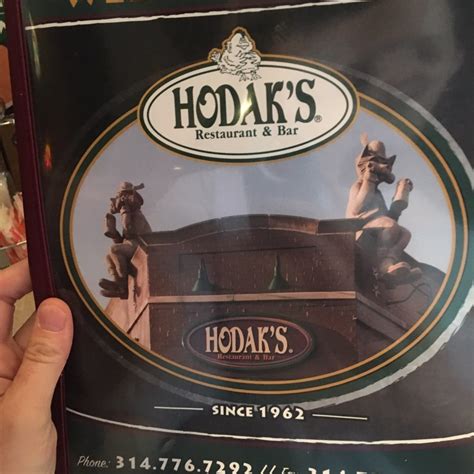 HODAK'S®
Restaurant & Bar
HODAK'S®
Restaurant & Bar
SINCE 1962
Phone: 314.776.7292 //